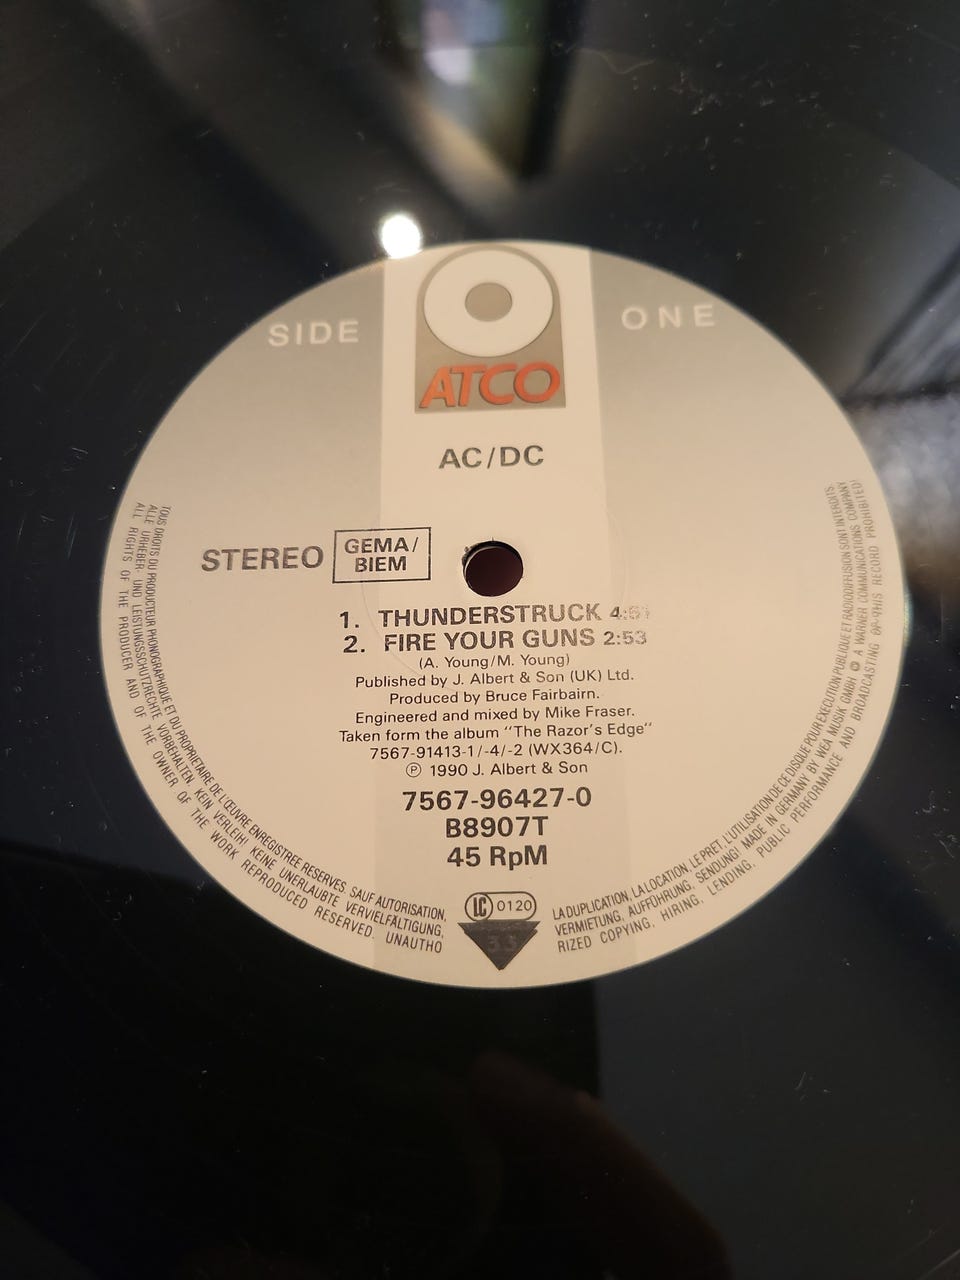 SIDE ONE
ATCO
AC/DC
STEREO
GEMA/
BIEM
1. THUNDERSTRUCK 4:51
2. FIRE YOUR GUNS 2:53
(A. Young/M. Young)
Published by J. Albert & Son (UK) Ltd.
Produced by Bruce Fairbairn.
Engineered and mixed by Mike Fraser.
Taken form the album "The Razor's Edge"
7567-91413-1/-4/-2 (WX364/C).
Ⓟ 1990 J. Albert & Son
7567-96427-0
B8907T
45 RpM
LC 0120
33
TOUS DROITS DU PRODUCTEUR PHONOGRAPHIQUE ET DU PROPRIETAIRE DE L'ŒUVRE ENREGISTREE RESERVES. SAUF AUTORISATION,
LA DUPLICATION, LA LOCATION, LE PRET, L'UTILISATION DE CE DISQUE POUR EXECUTION PUBLIQUE ET RADIODIFFUSION SONT INTERDITS.
ALLE URHEBER- UND LEISTUNGSSCHUTZRECHTE VORBEHALTEN. KEIN VERLEIH! KEINE UNERLAUBTE VERVIELFÄLTIGUNG,
VERMIETUNG, AUFFÜHRUNG, SENDUNG! MADE IN GERMANY BY WEA MUSIK GMBH A WARNER COMMUNICATIONS COMPANY
ALL RIGHTS OF THE PRODUCER AND OF THE OWNER OF THE WORK REPRODUCED RESERVED. UNAUTHO
RIZED COPYING, HIRING, LENDING, PUBLIC PERFORMANCE AND BROADCASTING OF THIS RECORD PROHIBITED)